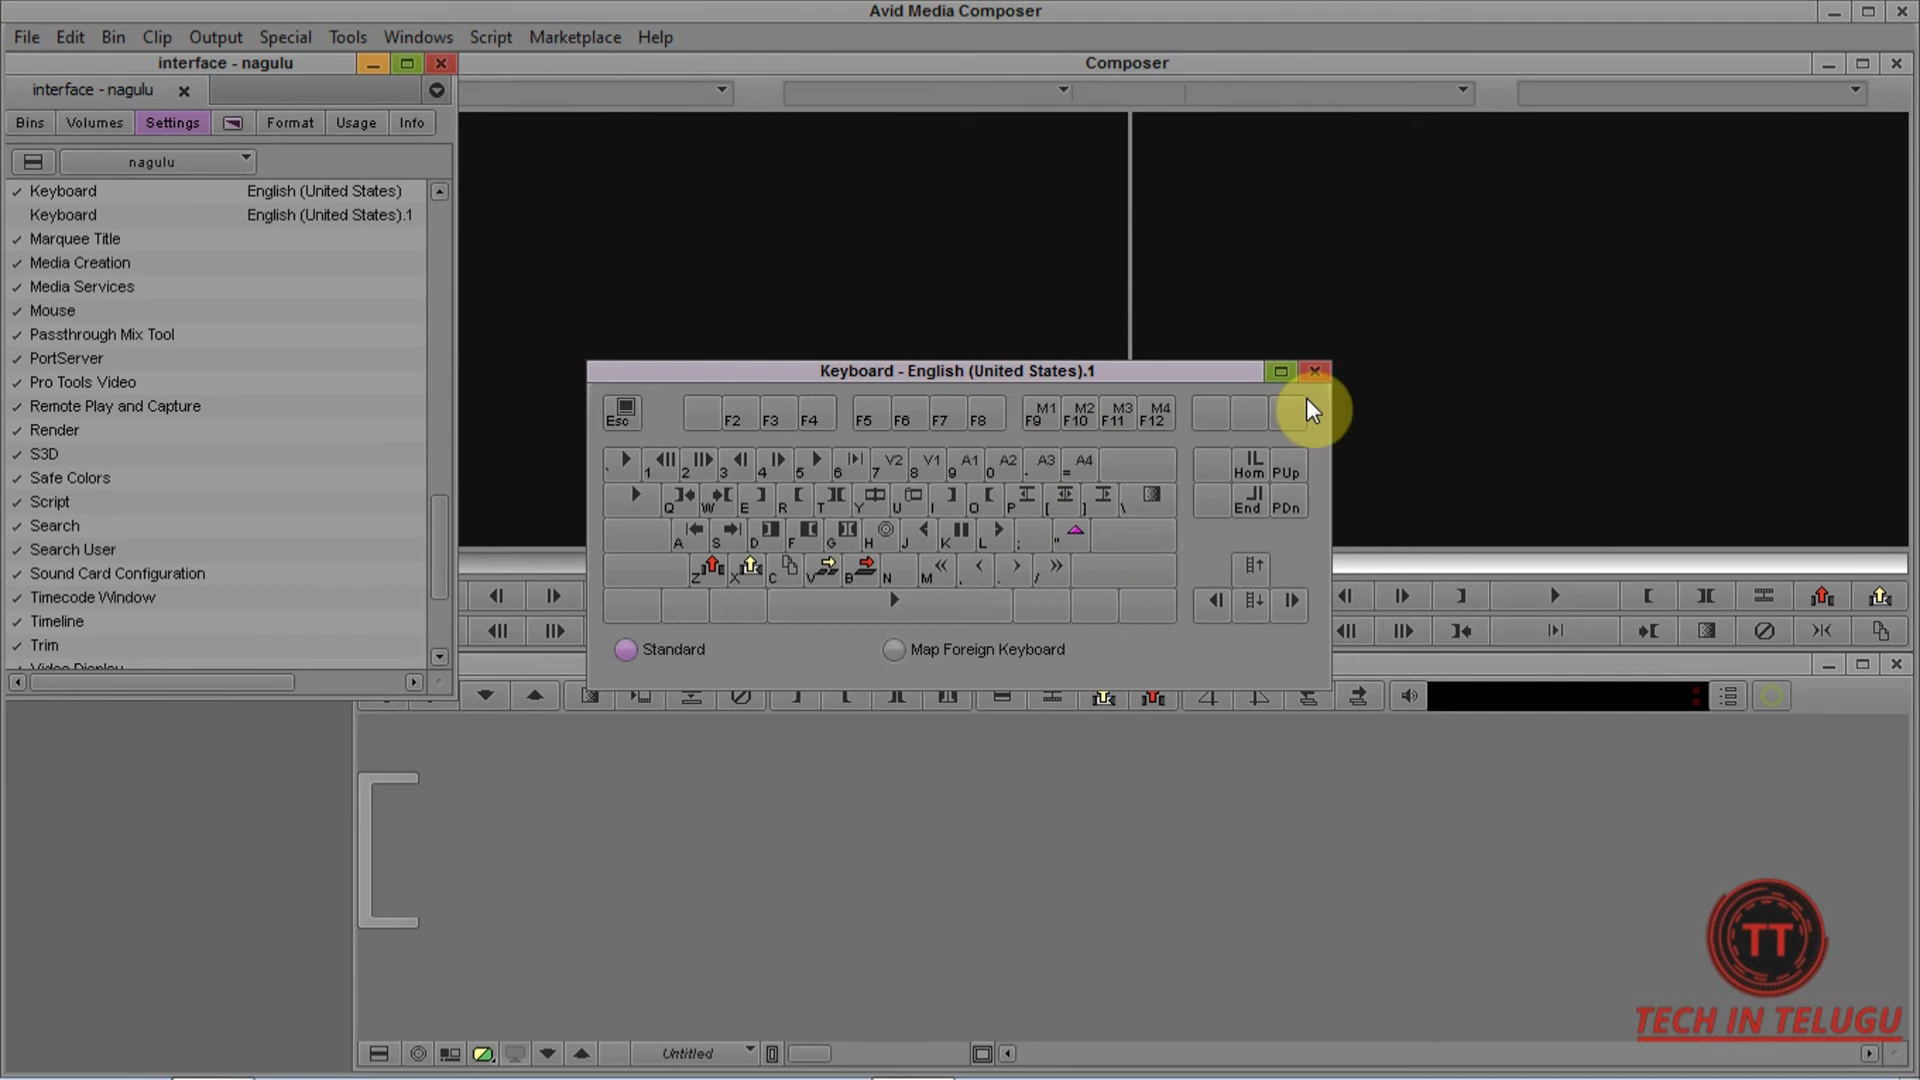 Avid Media Composer
File Edit Bin Clip Output Special Tools Windows Script Marketplace Help
interface - nagulu
Composer
interface - nagulu
Bins Volumes Settings Format Usage Info
nagulu
Keyboard English (United States)
Keyboard English (United States).1
Marquee Title
Media Creation
Media Services
Mouse
Passthrough Mix Tool
PortServer
Pro Tools Video
Remote Play and Capture
Render
S3D
Safe Colors
Script
Search
Search User
Sound Card Configuration
Timecode Window
Timeline
Trim
Video Display
Keyboard - English (United States).1
M1 M2 M3 M4
Esc F2 F3 F4 F5 F6 F7 F8 F9 F10 F11 F12
V2 V1 A1 A2 A3 A4
` 1 2 3 4 5 6 7 8 9 0 - = Hom PUp
Q W E R T Y U I O P [ ] \ End PDn
A S D F G H J K L ; "
Z X C V B N M , . /
Standard Map Foreign Keyboard
Untitled
TT
TECH IN TELUGU